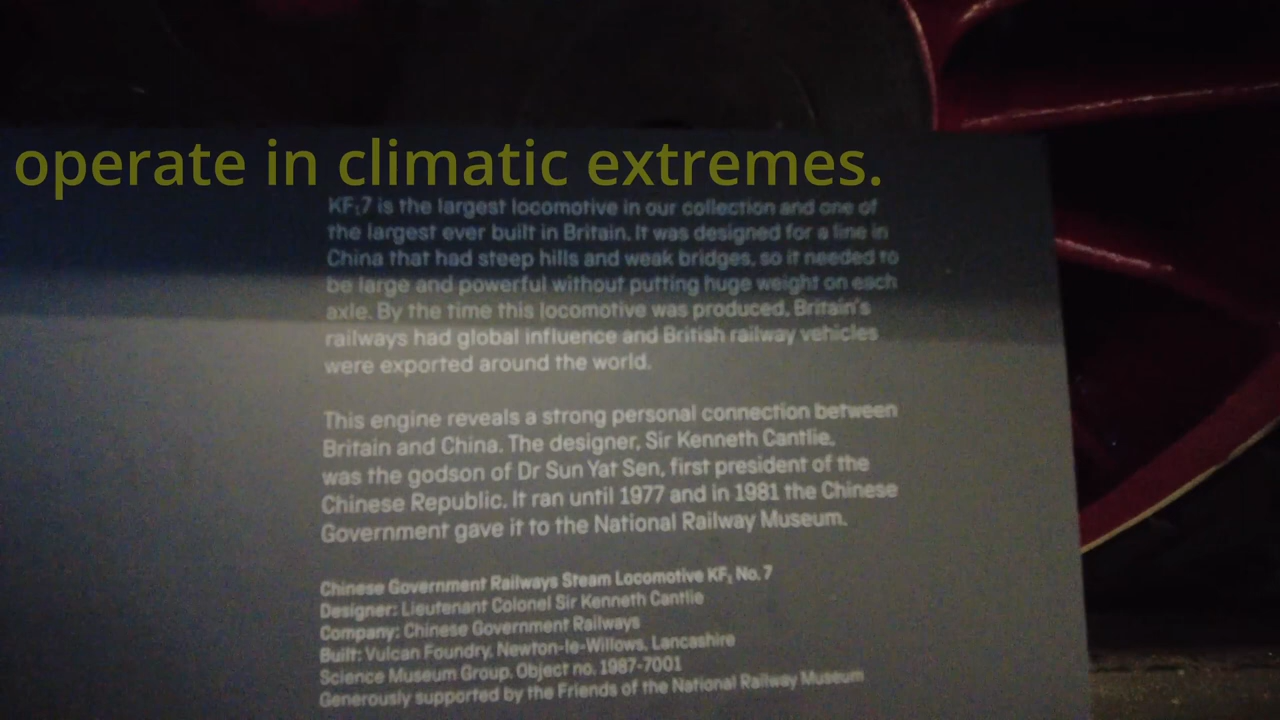 operate in climatic extremes.
KF₁7 is the largest locomotive in our collection and one of
the largest ever built in Britain. It was designed for a line in
China that had steep hills and weak bridges, so it needed to
be large and powerful without putting huge weight on each
axle. By the time this locomotive was produced, Britain's
railways had global influence and British railway vehicles
were exported around the world.
This engine reveals a strong personal connection between
Britain and China. The designer, Sir Kenneth Cantlie,
was the godson of Dr Sun Yat Sen, first president of the
Chinese Republic. It ran until 1977 and in 1981 the Chinese
Government gave it to the National Railway Museum.
Chinese Government Railways Steam Locomotive KF₁ No. 7
Designer: Lieutenant Colonel Sir Kenneth Cantlie
Company: Chinese Government Railways
Built: Vulcan Foundry, Newton-le-Willows, Lancashire
Science Museum Group. Object no. 1987-7001
Generously supported by the Friends of the National Railway Museum